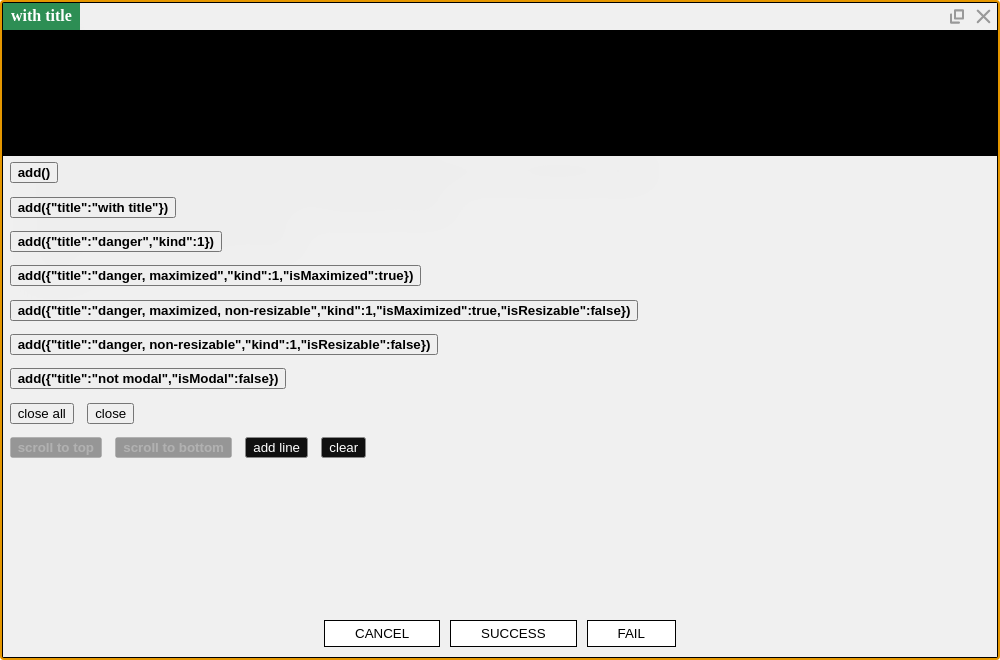 with title
add()
add({"title":"with title"})
add({"title":"danger","kind":1})
add({"title":"danger, maximized","kind":1,"isMaximized":true})
add({"title":"danger, maximized, non-resizable","kind":1,"isMaximized":true,"isResizable":false})
add({"title":"danger, non-resizable","kind":1,"isResizable":false})
add({"title":"not modal","isModal":false})
close all close
scroll to top scroll to bottom add line clear
CANCEL SUCCESS FAIL